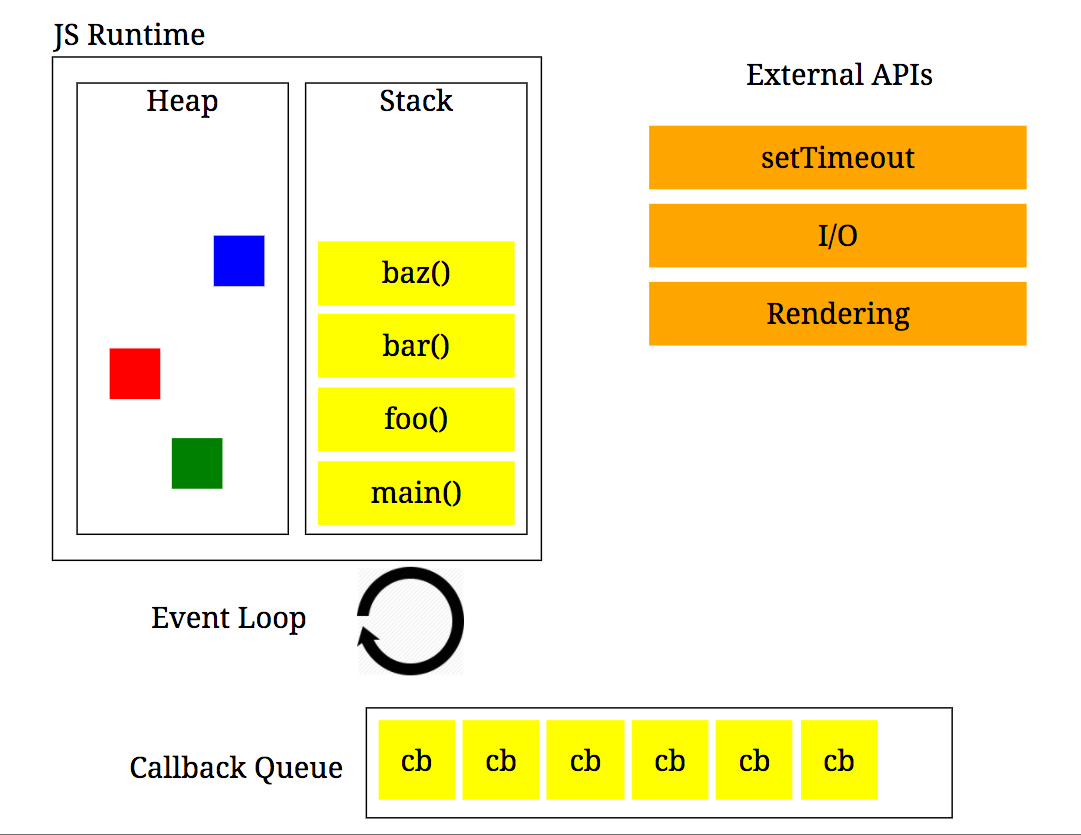 JS Runtime
Heap
Stack
baz()
bar()
foo()
main()
External APIs
setTimeout
I/O
Rendering
Event Loop
Callback Queue
cb cb cb cb cb cb